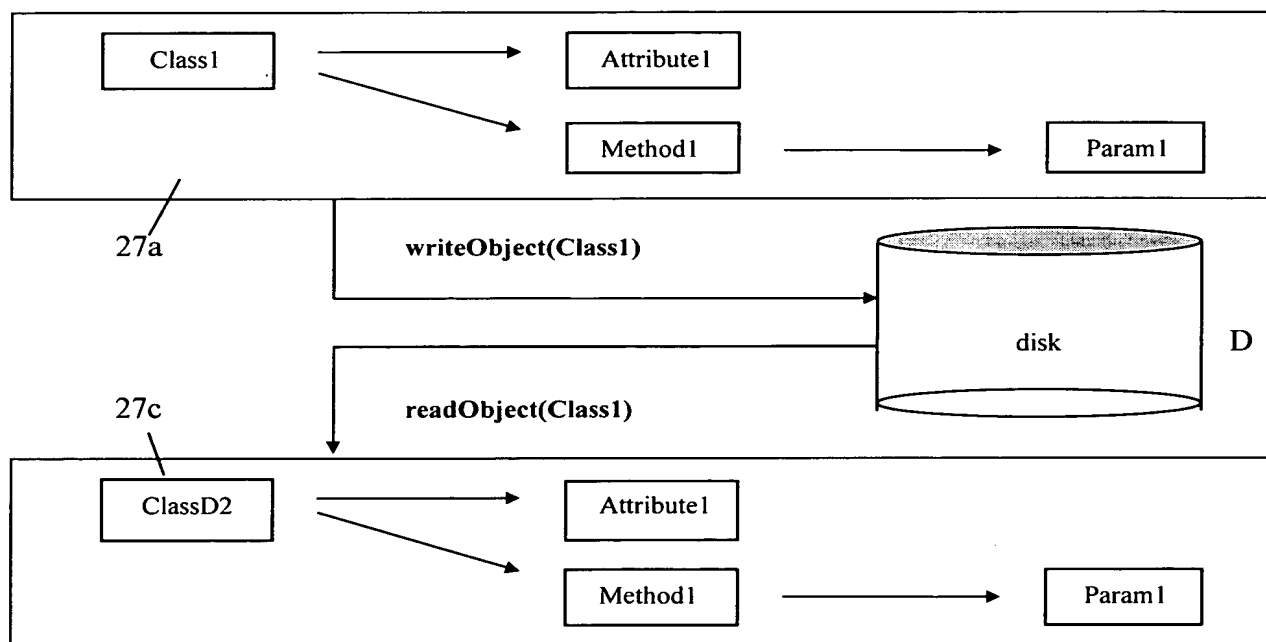 Class1
Attribute1
Method1
Param1
27a
writeObject(Class1)
disk
D
27c
readObject(Class1)
ClassD2
Attribute1
Method1
Param1